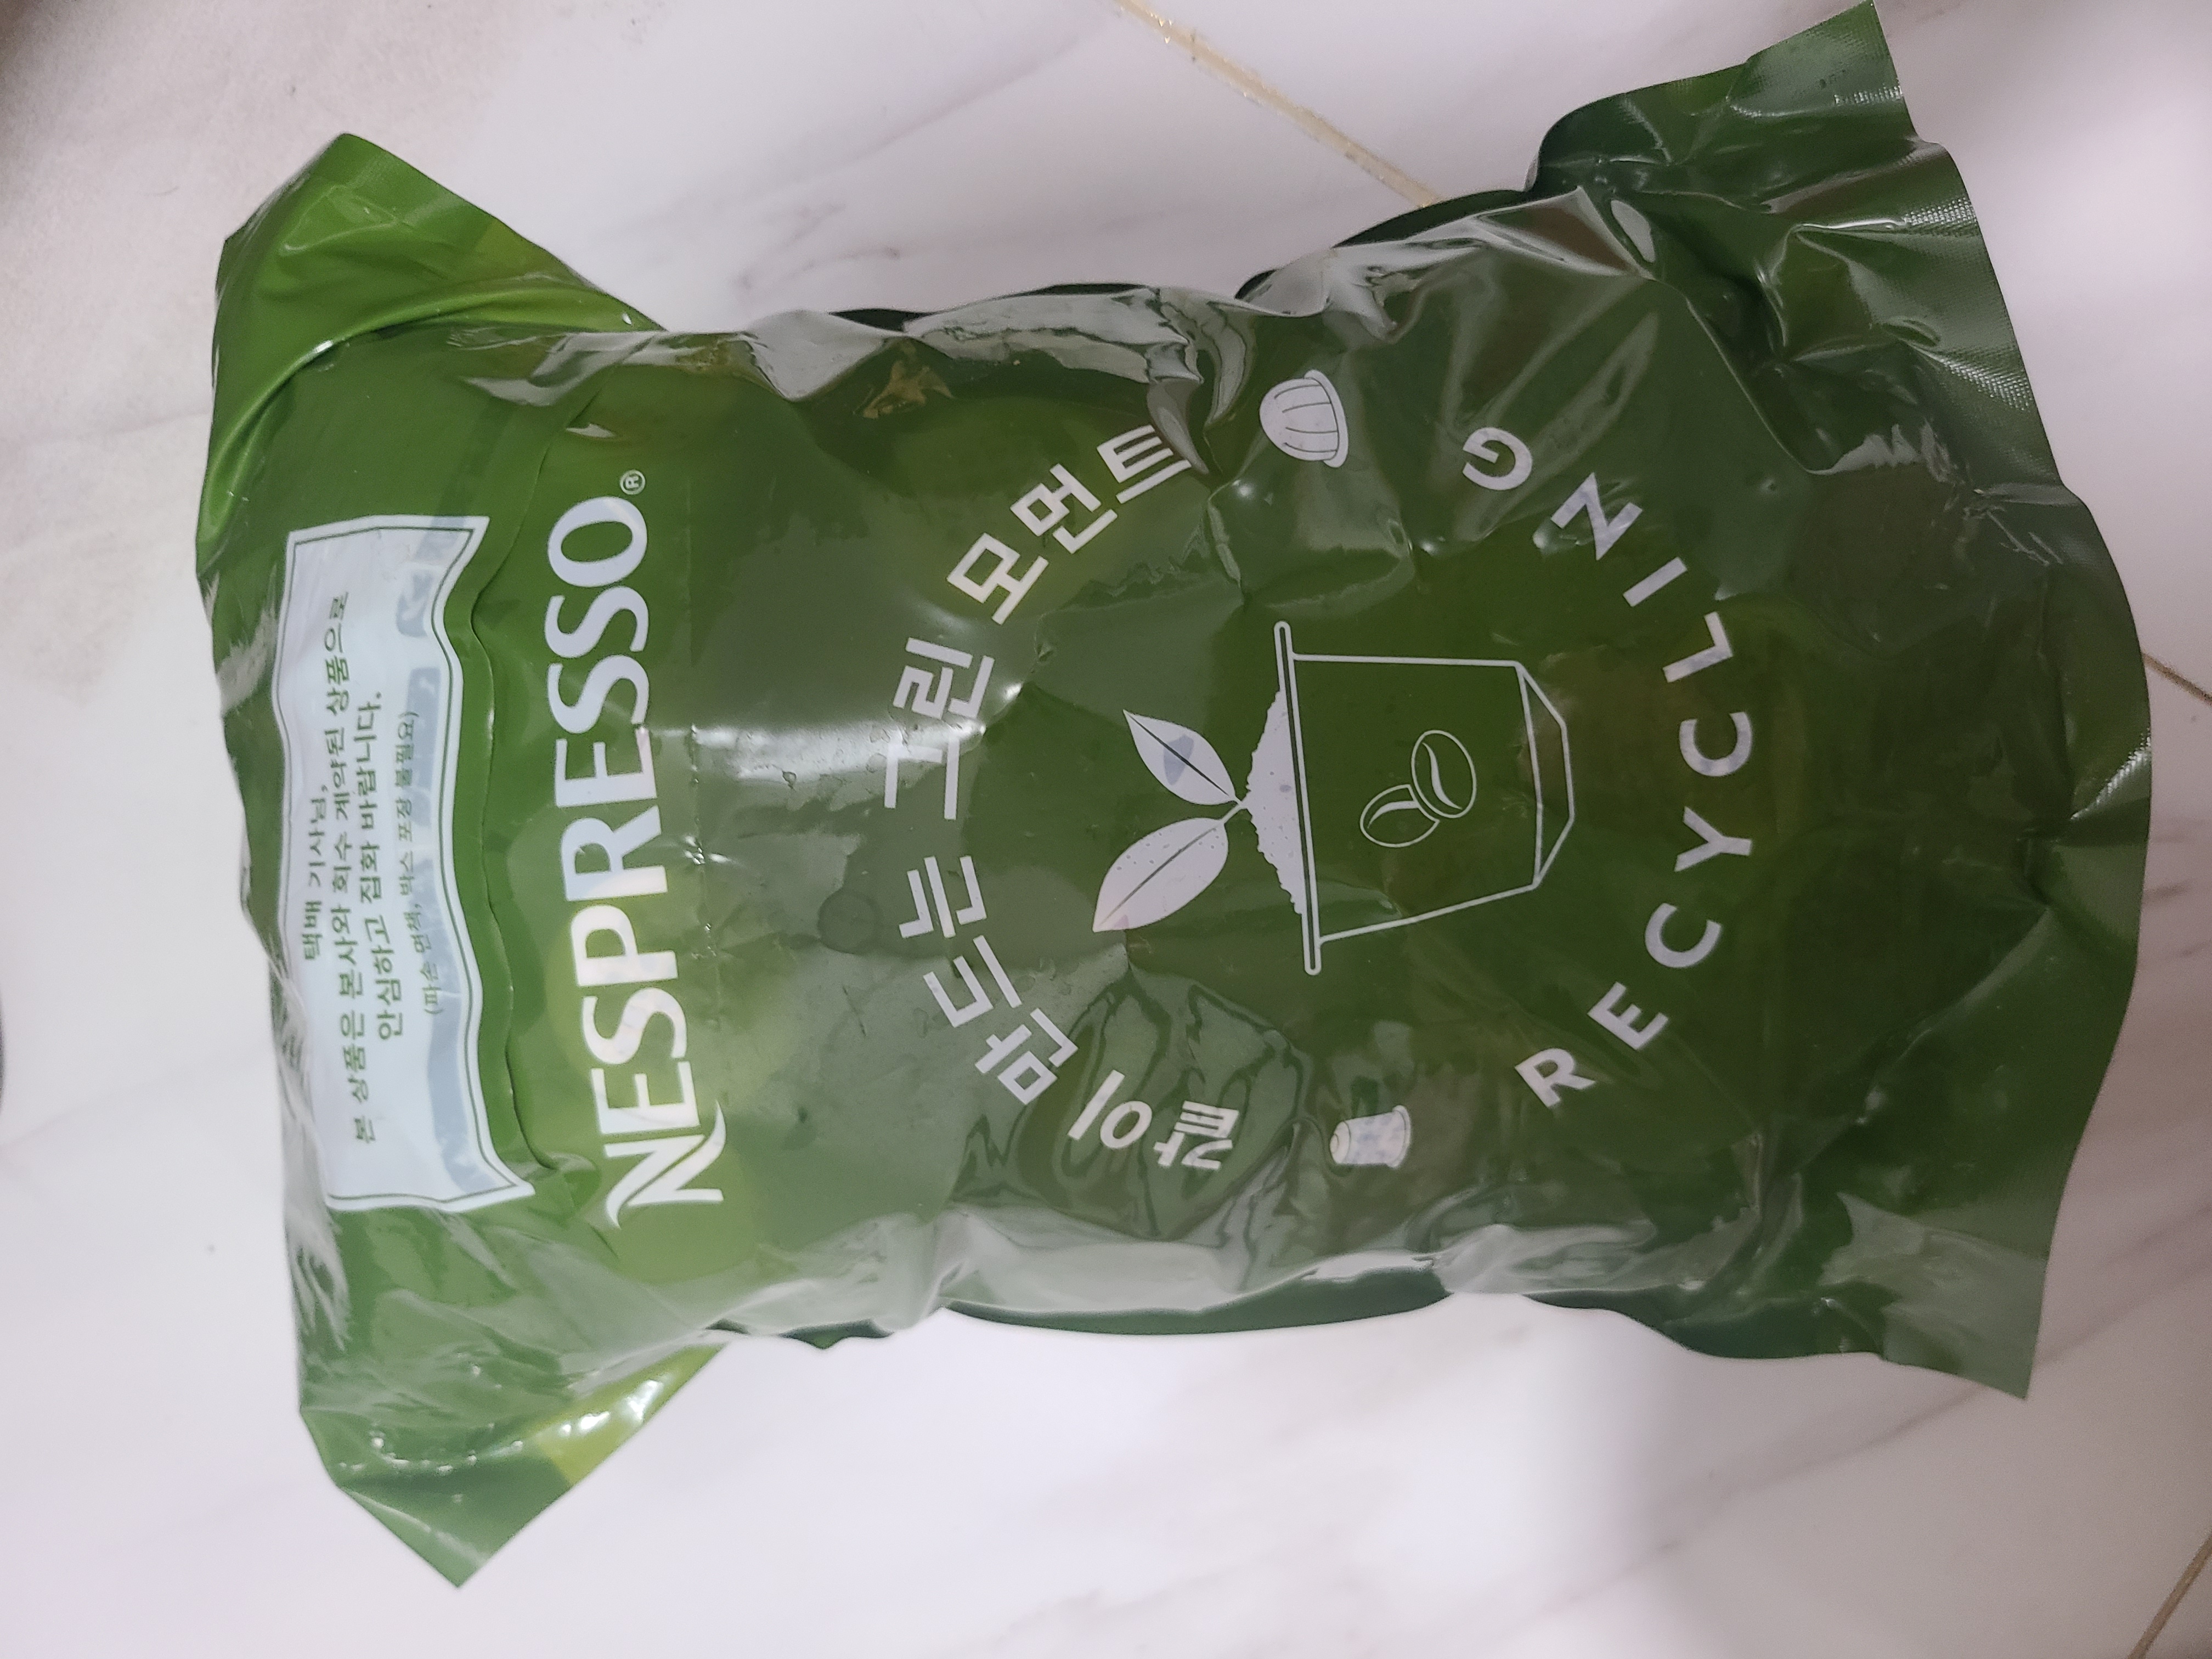 택배 기사님,
본 상품은 본사와 회수 계약된 상품으로
안심하고 집화 바랍니다.
(파손 면책, 박스 포장 불필요)
NESPRESSO®
같이 만드는 그린 모먼트
RECYCLING